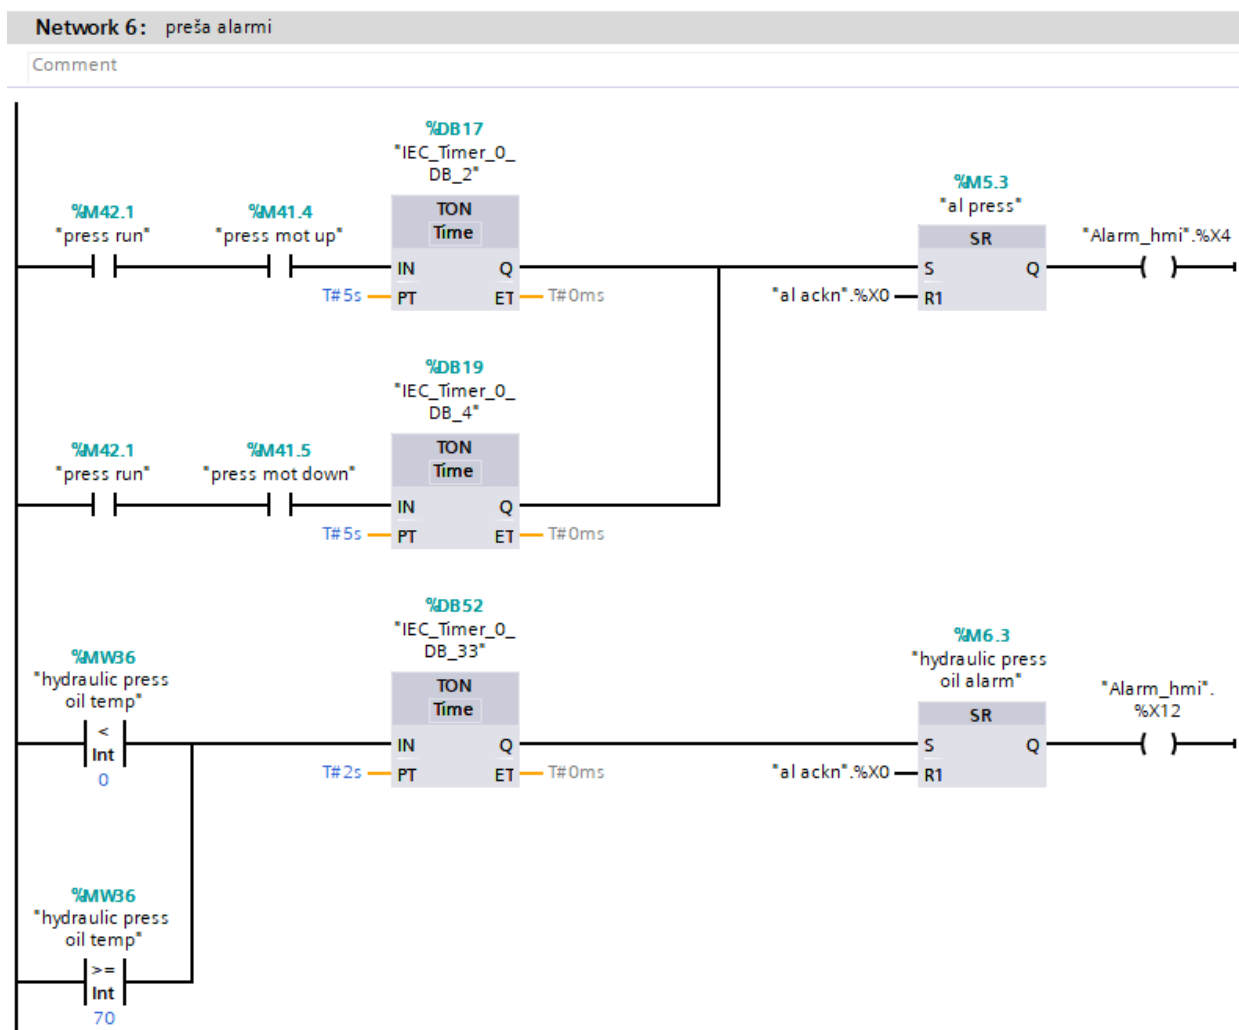 Network 6: preša alarmi
Comment
%DB17
"IEC_Timer_0_
DB_2"
%M5.3
"al press"
%M42.1
"press run"
%M41.4
"press mot up"
TON
Time
SR
"Alarm_hmi".%X4
IN Q
S Q
T#5s PT ET T#0ms
"al ackn".%X0 R1
%DB19
"IEC_Timer_0_
DB_4"
%M42.1
"press run"
%M41.5
"press mot down"
TON
Time
IN Q
T#5s PT ET T#0ms
%DB52
"IEC_Timer_0_
DB_33"
%MW36
"hydraulic press
oil temp"
<
Int
0
TON
Time
%M6.3
"hydraulic press
oil alarm"
SR
"Alarm_hmi".
%X12
IN Q
S Q
T#2s PT ET T#0ms
"al ackn".%X0 R1
%MW36
"hydraulic press
oil temp"
>=
Int
70